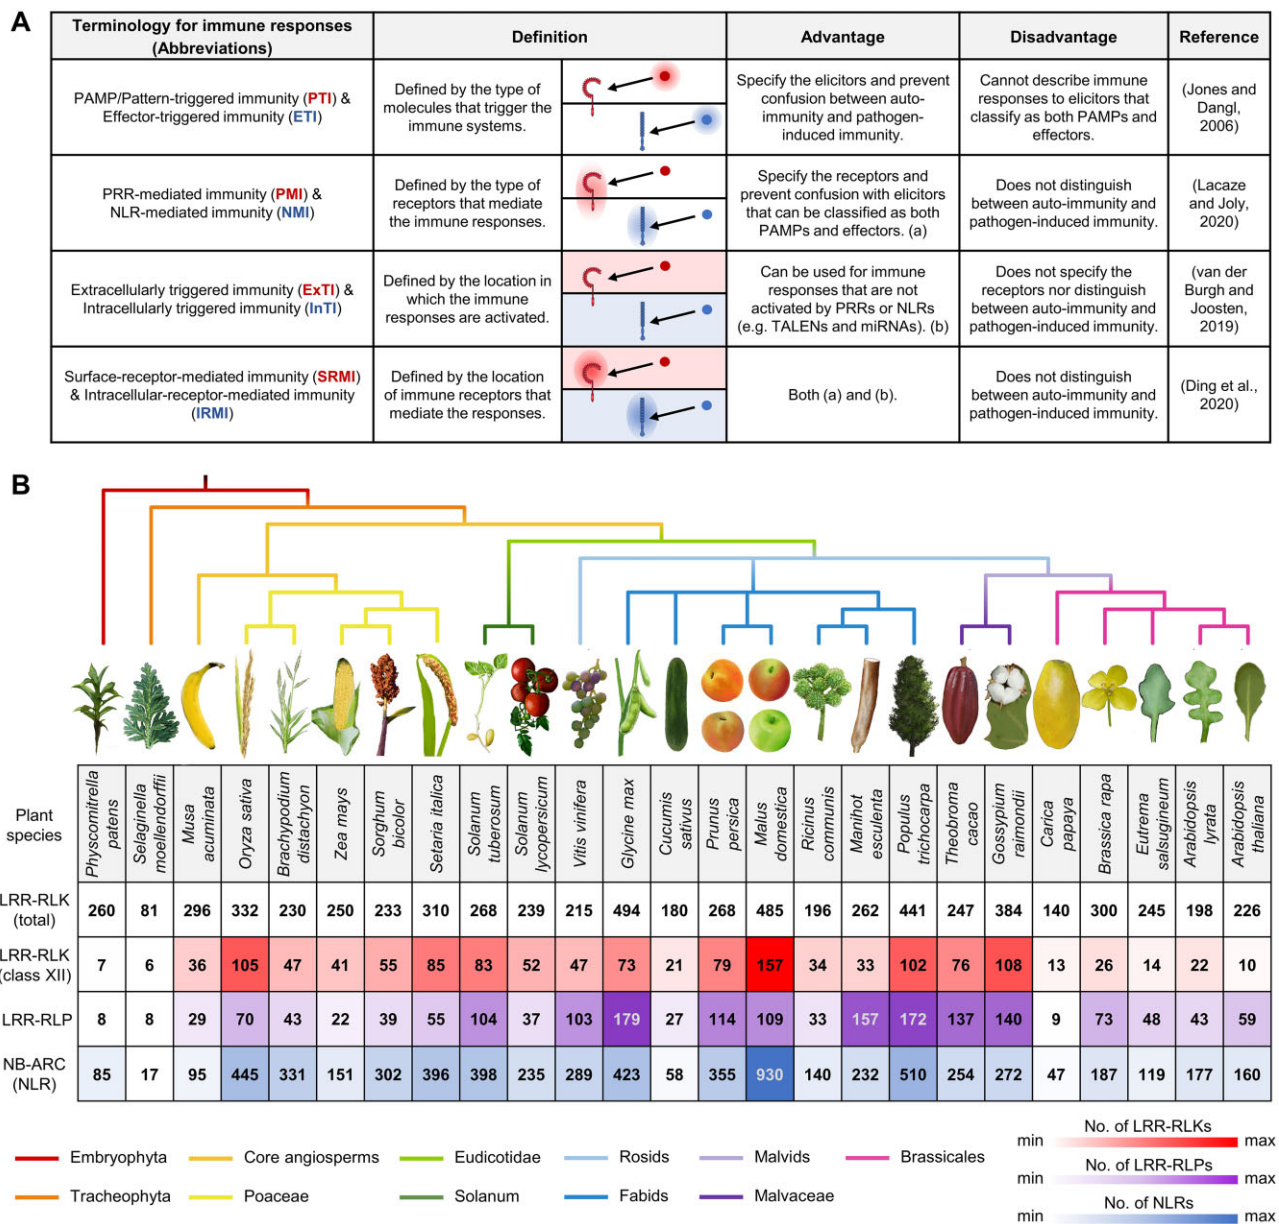 A
Terminology for immune responses
(Abbreviations)
Definition
Advantage
Disadvantage
Reference
PAMP/Pattern-triggered immunity (PTI) &
Effector-triggered immunity (ETI)
Defined by the type of
molecules that trigger the
immune systems.
Specify the elicitors and prevent
confusion between auto-
immunity and pathogen-
induced immunity.
Cannot describe immune
responses to elicitors that
classify as both PAMPs and
effectors.
(Jones and
Dangl,
2006)
PRR-mediated immunity (PMI) &
NLR-mediated immunity (NMI)
Defined by the type of
receptors that mediate
the immune responses.
Specify the receptors and
prevent confusion with elicitors
that can be classified as both
PAMPs and effectors. (a)
Does not distinguish
between auto-immunity and
pathogen-induced immunity.
(Lacaze
and Joly,
2020)
Extracellularly triggered immunity (ExTI) &
Intracellularly triggered immunity (InTI)
Defined by the location in
which the immune
responses are activated.
Can be used for immune
responses that are not
activated by PRRs or NLRs
(e.g. TALENs and miRNAs). (b)
Does not specify the
receptors nor distinguish
between auto-immunity and
pathogen-induced immunity.
(van der
Burgh and
Joosten,
2019)
Surface-receptor-mediated immunity (SRMI)
& Intracellular-receptor-mediated immunity
(IRMI)
Defined by the location
of immune receptors that
mediate the responses.
Both (a) and (b).
Does not distinguish
between auto-immunity and
pathogen-induced immunity.
(Ding et al.,
2020)
B
Plant
species
Physcomitrella
patens
Selaginella
moellendorffii
Musa
acuminata
Oryza sativa
Brachypodium
distachyon
Zea mays
Sorghum
bicolor
Setaria italica
Solanum
tuberosum
Solanum
lycopersicum
Vitis vinifera
Glycine max
Cucumis
sativus
Prunus
persica
Malus
domestica
Ricinus
communis
Manihot
esculenta
Populus
trichocarpa
Theobroma
cacao
Gossypium
raimondii
Carica
papaya
Brassica rapa
Eutrema
salsugineum
Arabidopsis
lyrata
Arabidopsis
thaliana
LRR-RLK
(total)
260 81 296 332 230 250 233 310 268 239 215 494 180 268 485 196 262 441 247 384 140 300 245 198 226
LRR-RLK
(class XII)
7 6 36 105 47 41 55 85 83 52 47 73 21 79 157 34 33 102 76 108 13 26 14 22 10
LRR-RLP
8 8 29 70 43 22 39 55 104 37 103 179 27 114 109 33 157 172 137 140 9 73 48 43 59
NB-ARC
(NLR)
85 17 95 445 331 151 302 396 398 235 289 423 58 355 930 140 232 510 254 272 47 187 119 177 160
Embryophyta
Core angiosperms
Eudicotidae
Rosids
Malvids
Brassicales
Tracheophyta
Poaceae
Solanum
Fabids
Malvaceae
No. of LRR-RLKs
min max
No. of LRR-RLPs
min max
No. of NLRs
min max